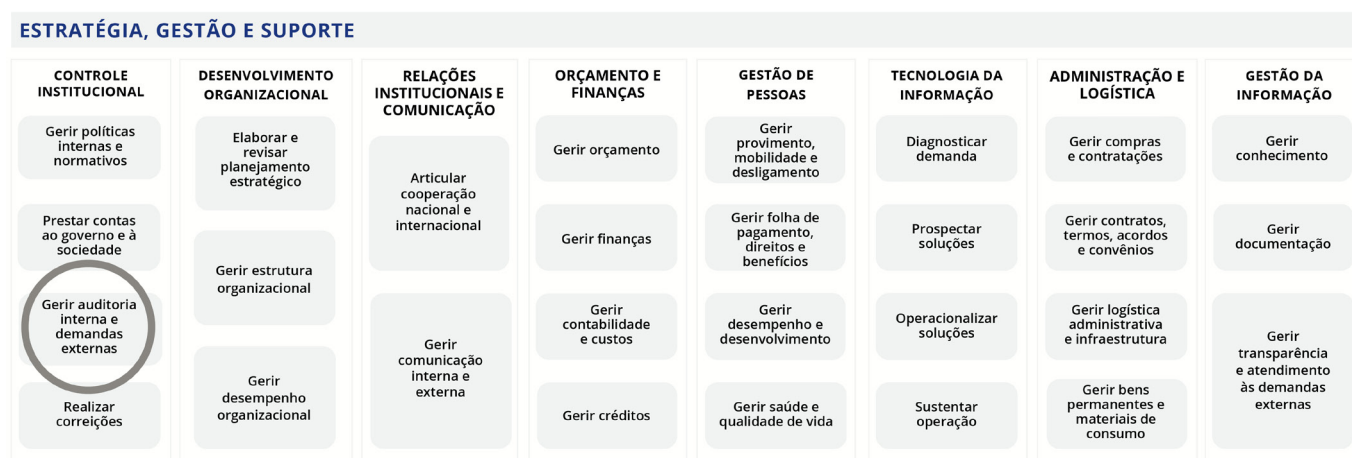 ESTRATÉGIA, GESTÃO E SUPORTE
CONTROLE
INSTITUCIONAL
Gerir políticas
internas e
normativos
Prestar contas
ao governo e à
sociedade
Gerir auditoria
interna e
demandas
externas
Realizar
correições
DESENVOLVIMENTO
ORGANIZACIONAL
Elaborar e
revisar
planejamento
estratégico
Gerir estrutura
organizacional
Gerir
desempenho
organizacional
RELAÇÕES
INSTITUCIONAIS E
COMUNICAÇÃO
Articular
cooperação
nacional e
internacional
Gerir
comunicação
interna e
externa
ORÇAMENTO E
FINANÇAS
Gerir orçamento
Gerir finanças
Gerir
contabilidade
e custos
Gerir créditos
GESTÃO DE
PESSOAS
Gerir
provimento,
mobilidade e
desligamento
Gerir folha de
pagamento,
direitos e
benefícios
Gerir
desempenho e
desenvolvimento
Gerir saúde e
qualidade de vida
TECNOLOGIA DA
INFORMAÇÃO
Diagnosticar
demanda
Prospectar
soluções
Operacionalizar
soluções
Sustentar
operação
ADMINISTRAÇÃO E
LOGÍSTICA
Gerir compras
e contratações
Gerir contratos,
termos, acordos
e convênios
Gerir logística
administrativa
e infraestrutura
Gerir bens
permanentes e
materiais de
consumo
GESTÃO DA
INFORMAÇÃO
Gerir
conhecimento
Gerir
documentação
Gerir
transparência
e atendimento
às demandas
externas